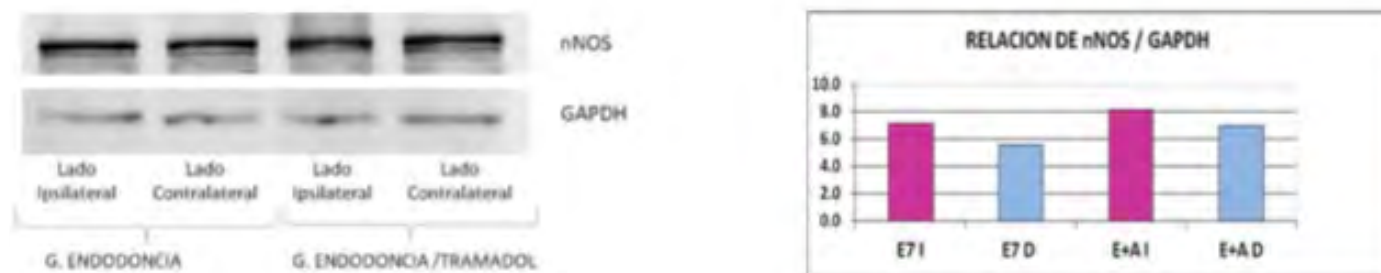 nNOS
GAPDH
Lado Ipsilateral
Lado Contralateral
Lado Ipsilateral
Lado Contralateral
G. ENDODONCIA
G. ENDODONCIA /TRAMADOL
RELACION DE nNOS / GAPDH
10.0
8.0
6.0
4.0
2.0
0.0
E7 I
E7 D
E+A I
E+A D